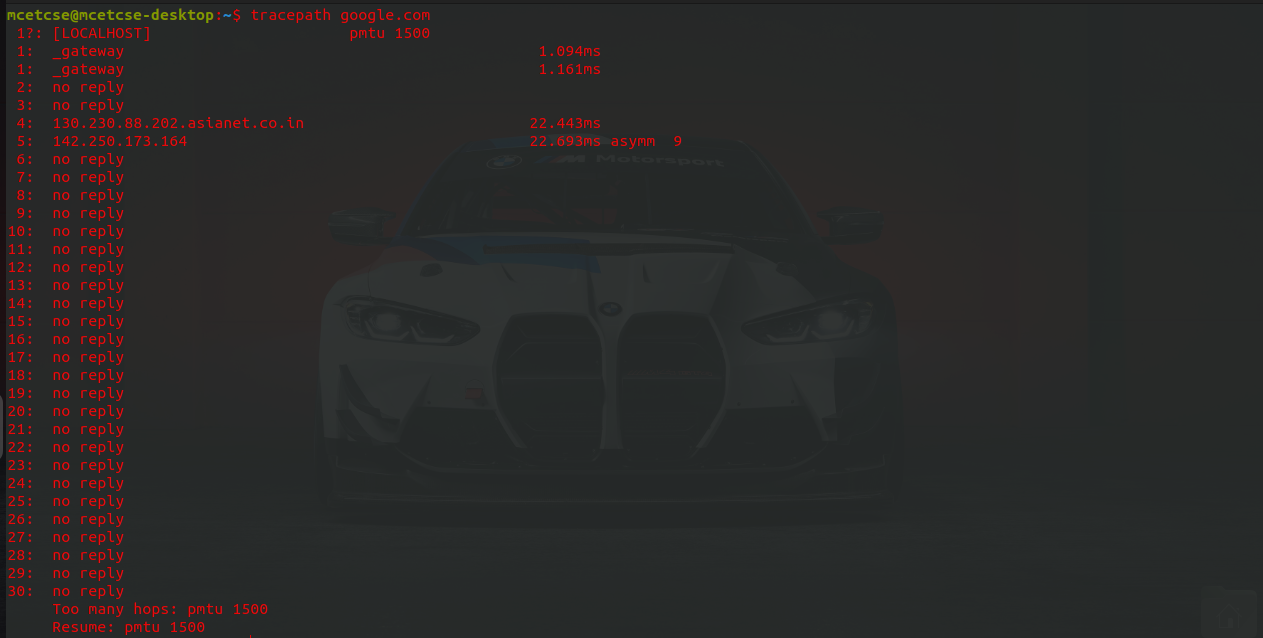 mcetcse@mcetcse-desktop:~$ tracepath google.com
1?: [LOCALHOST] pmtu 1500
1: _gateway 1.094ms
1: _gateway 1.161ms
2: no reply
3: no reply
4: 130.230.88.202.asianet.co.in 22.443ms
5: 142.250.173.164 22.693ms asymm 9
6: no reply
7: no reply
8: no reply
9: no reply
10: no reply
11: no reply
12: no reply
13: no reply
14: no reply
15: no reply
16: no reply
17: no reply
18: no reply
19: no reply
20: no reply
21: no reply
22: no reply
23: no reply
24: no reply
25: no reply
26: no reply
27: no reply
28: no reply
29: no reply
30: no reply
Too many hops: pmtu 1500
Resume: pmtu 1500
M Motorsport